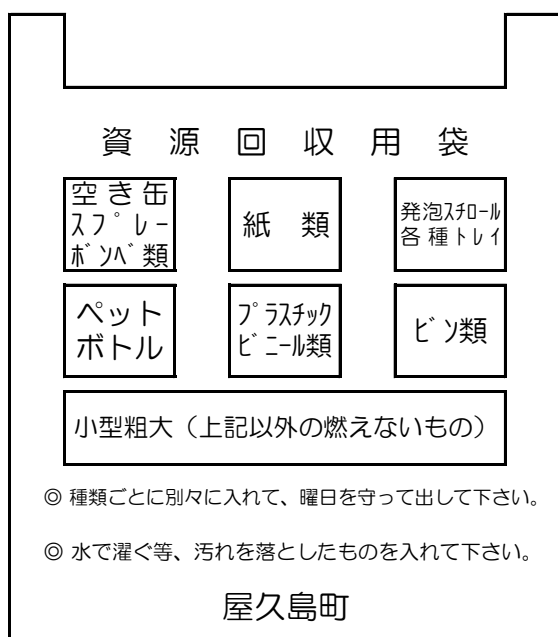 資源回収用袋
空き缶
スプレー
ボンベ類
紙類
発泡スチロール
各種トレイ
ペット
ボトル
プラスチック
ビニール類
ビン類
小型粗大（上記以外の燃えないもの）
◎ 種類ごとに別々に入れて、曜日を守って出して下さい。
◎ 水で濯ぐ等、汚れを落としたものを入れて下さい。
屋久島町